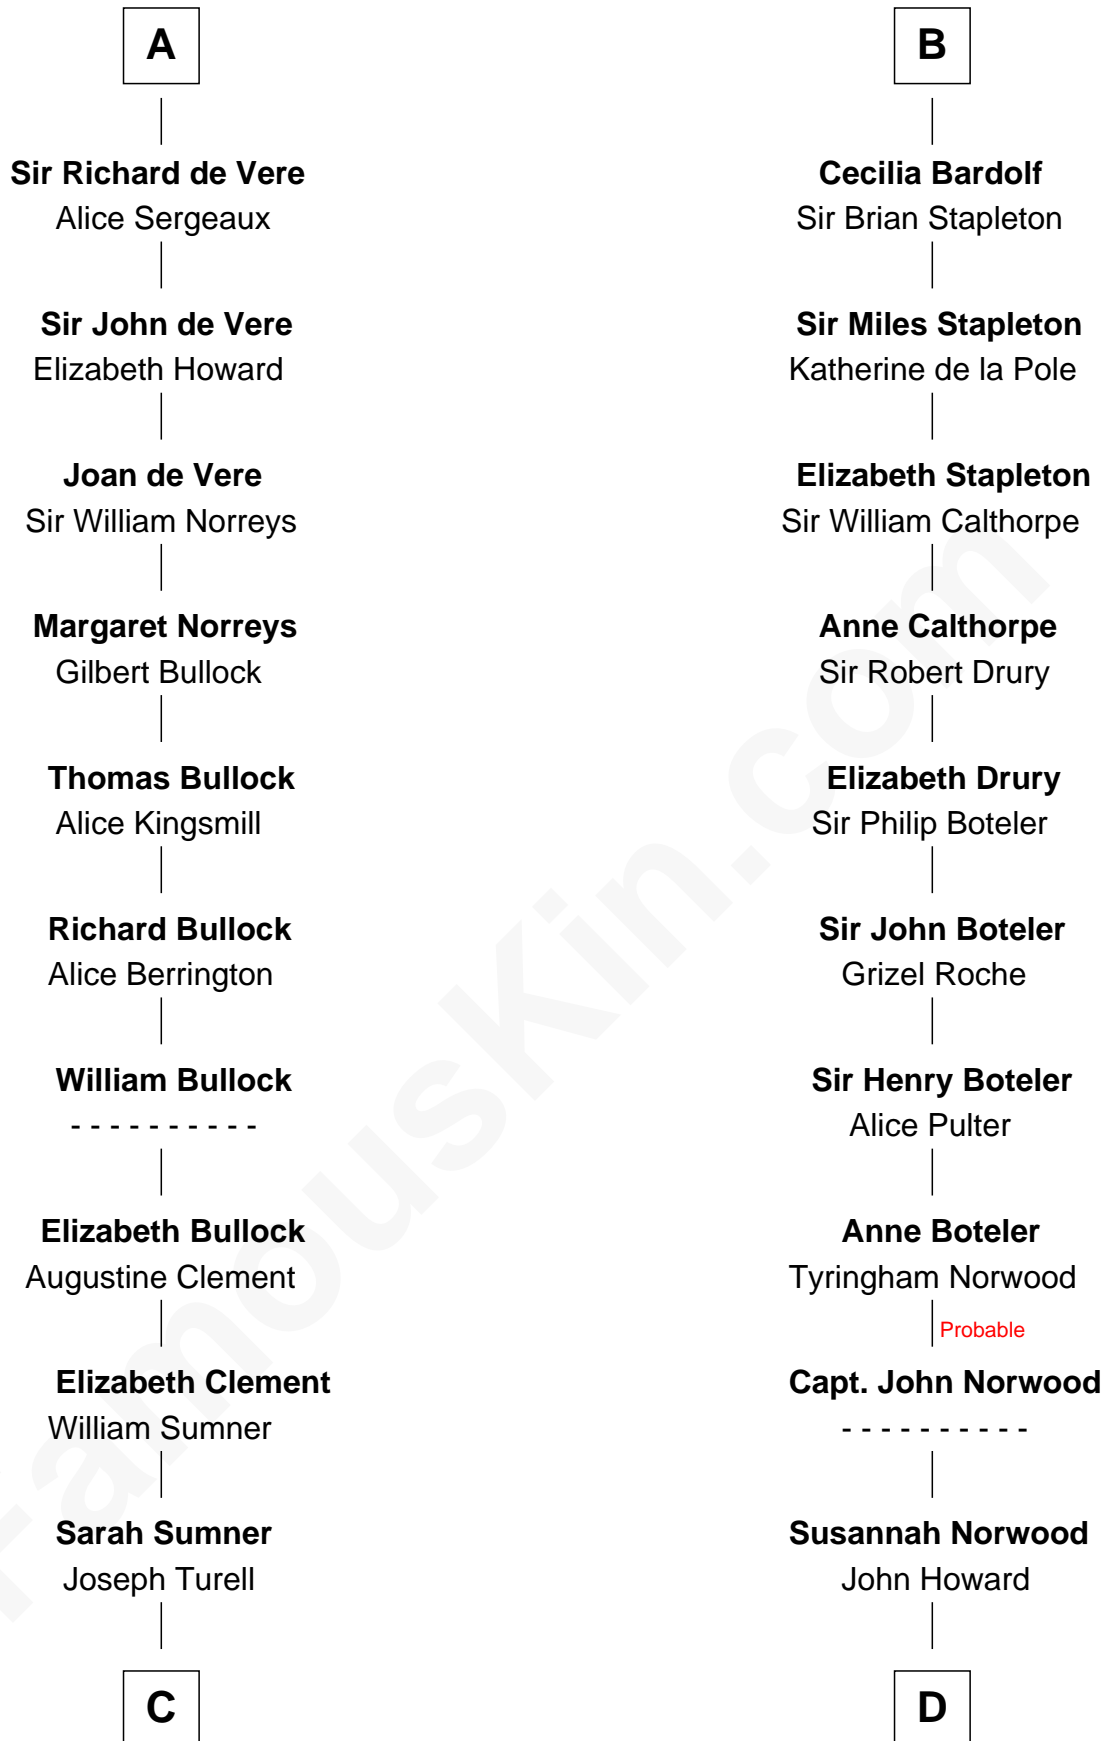 A
Sir Richard de Vere
Alice Sergeaux
Sir John de Vere
Elizabeth Howard
Joan de Vere
Sir William Norreys
Margaret Norreys
Gilbert Bullock
Thomas Bullock
Alice Kingsmill
Richard Bullock
Alice Berrington
William Bullock
- - - - - - - - - -
Elizabeth Bullock
Augustine Clement
Elizabeth Clement
William Sumner
Sarah Sumner
Joseph Turell
C
B
Cecilia Bardolf
Sir Brian Stapleton
Sir Miles Stapleton
Katherine de la Pole
Elizabeth Stapleton
Sir William Calthorpe
Anne Calthorpe
Sir Robert Drury
Elizabeth Drury
Sir Philip Boteler
Sir John Boteler
Grizel Roche
Sir Henry Boteler
Alice Pulter
Anne Boteler
Tyringham Norwood
Probable
Capt. John Norwood
- - - - - - - - - -
Susannah Norwood
John Howard
D
FamousKin.com